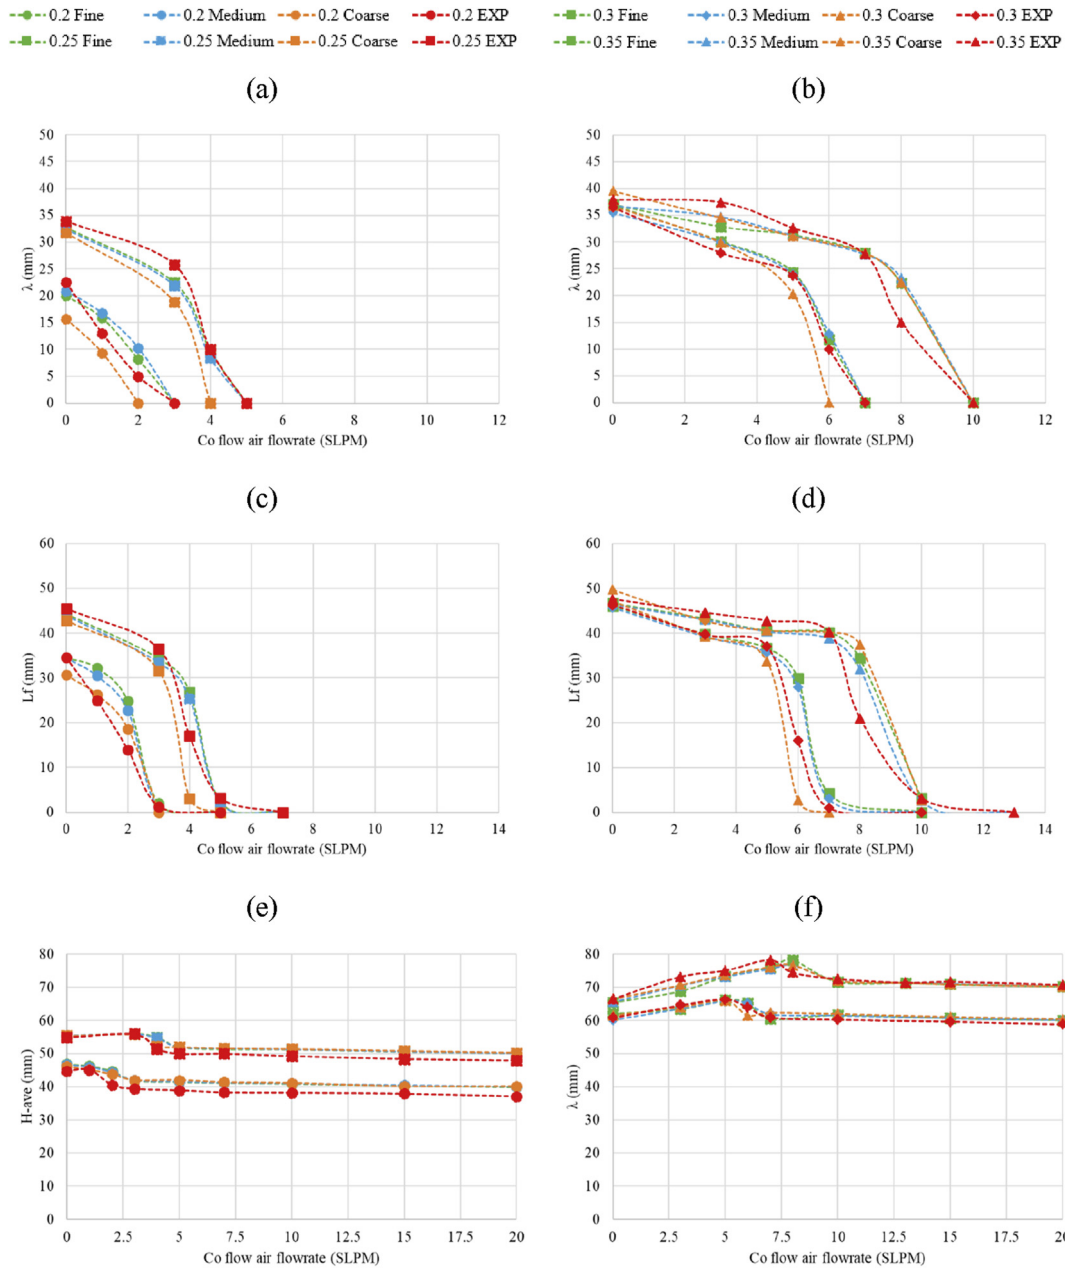 0.2 Fine 0.2 Medium 0.2 Coarse 0.2 EXP
0.25 Fine 0.25 Medium 0.25 Coarse 0.25 EXP
0.3 Fine 0.3 Medium 0.3 Coarse 0.3 EXP
0.35 Fine 0.35 Medium 0.35 Coarse 0.35 EXP
(a)
λ (mm)
50
45
40
35
30
25
20
15
10
5
0
0 2 4 6 8 10 12
Co flow air flowrate (SLPM)
(b)
λ (mm)
50
45
40
35
30
25
20
15
10
5
0
0 2 4 6 8 10 12
Co flow air flowrate (SLPM)
(c)
Lf (mm)
60
50
40
30
20
10
0
0 2 4 6 8 10 12 14
Co flow air flowrate (SLPM)
(d)
Lf (mm)
60
50
40
30
20
10
0
0 2 4 6 8 10 12 14
Co flow air flowrate (SLPM)
(e)
H-ave (mm)
80
70
60
50
40
30
20
10
0
0 2.5 5 7.5 10 12.5 15 17.5 20
Co flow air flowrate (SLPM)
(f)
λ (mm)
80
70
60
50
40
30
20
10
0
0 2.5 5 7.5 10 12.5 15 17.5 20
Co flow air flowrate (SLPM)